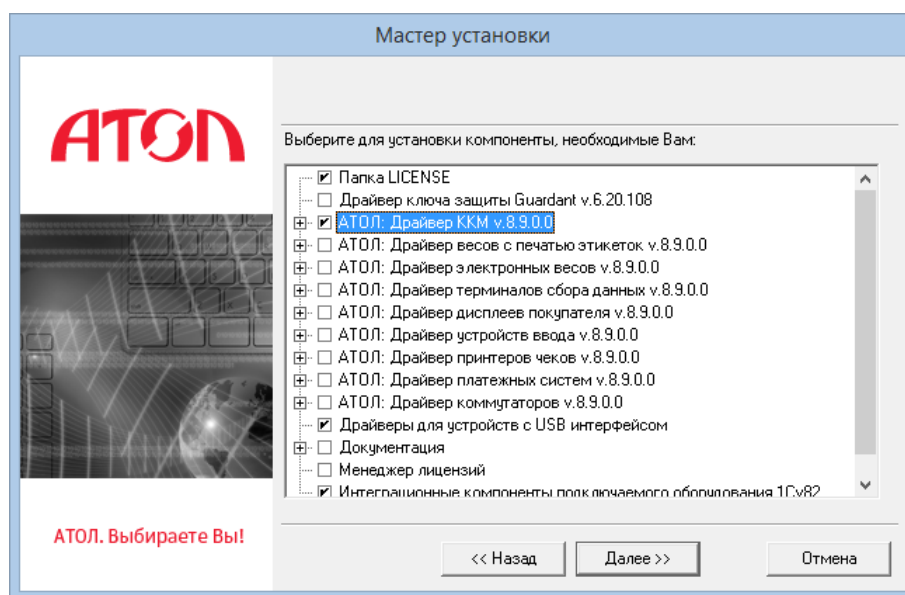 Мастер установки
АТОЛ
Выберите для установки компоненты, необходимые Вам:
Папка LICENSE
Драйвер ключа защиты Guardant v.6.20.108
АТОЛ: Драйвер ККМ v.8.9.0.0
АТОЛ: Драйвер весов с печатью этикеток v.8.9.0.0
АТОЛ: Драйвер электронных весов v.8.9.0.0
АТОЛ: Драйвер терминалов сбора данных v.8.9.0.0
АТОЛ: Драйвер дисплеев покупателя v.8.9.0.0
АТОЛ: Драйвер устройств ввода v.8.9.0.0
АТОЛ: Драйвер принтеров чеков v.8.9.0.0
АТОЛ: Драйвер платежных систем v.8.9.0.0
АТОЛ: Драйвер коммутаторов v.8.9.0.0
Драйверы для устройств с USB интерфейсом
Документация
Менеджер лицензий
Интеграционные компоненты подключаемого оборудования 1Cv82
АТОЛ. Выбираете Вы!
<< Назад
Далее >>
Отмена